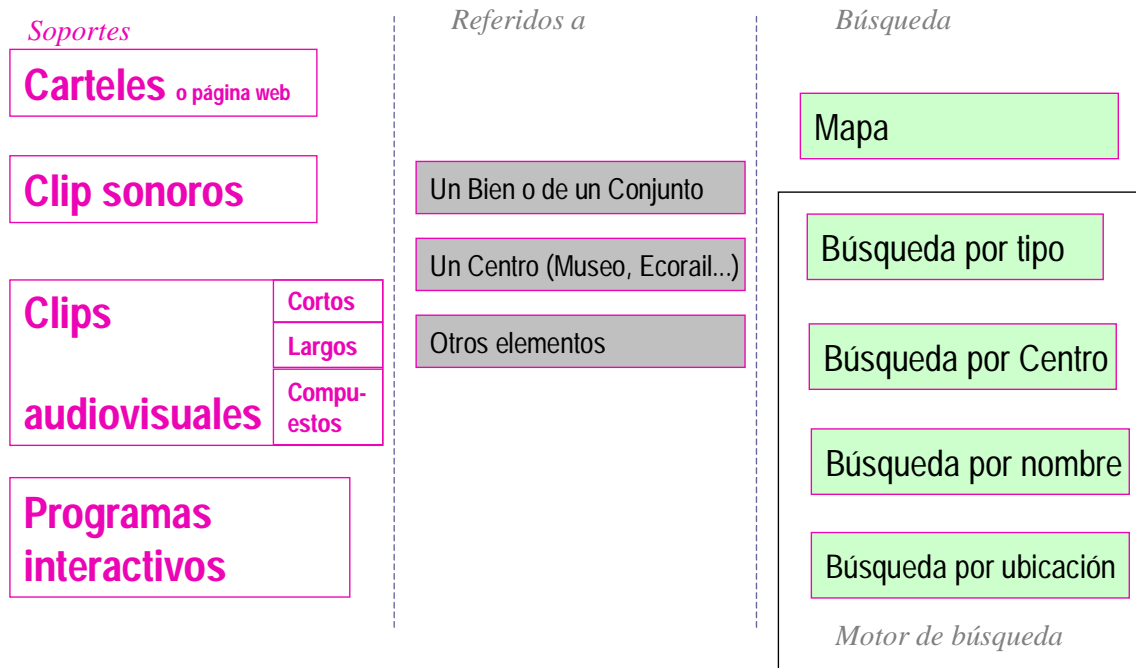 Soportes
Carteles o página web
Clip sonoros
Clips
audiovisuales
Cortos
Largos
Compu-
estos
Programas
interactivos
Referidos a
Un Bien o de un Conjunto
Un Centro (Museo, Ecorail...)
Otros elementos
Búsqueda
Mapa
Búsqueda por tipo
Búsqueda por Centro
Búsqueda por nombre
Búsqueda por ubicación
Motor de búsqueda